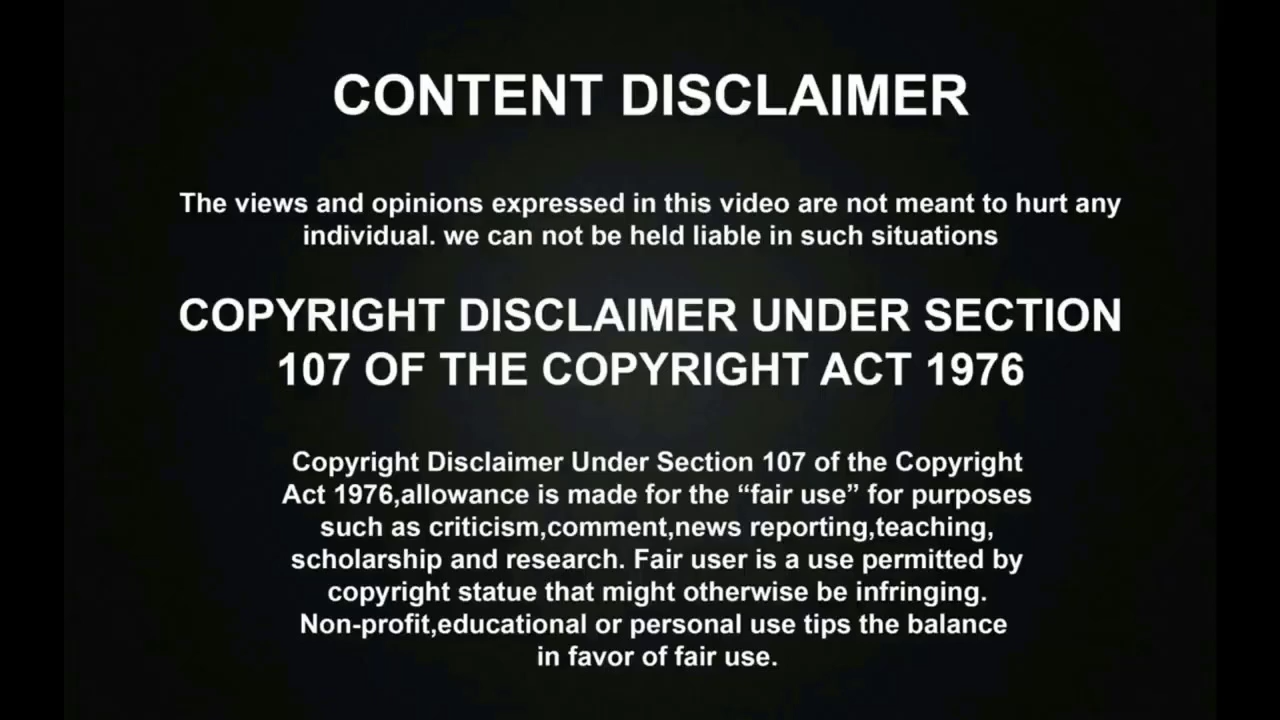 CONTENT DISCLAIMER
The views and opinions expressed in this video are not meant to hurt any
individual. we can not be held liable in such situations
COPYRIGHT DISCLAIMER UNDER SECTION
107 OF THE COPYRIGHT ACT 1976
Copyright Disclaimer Under Section 107 of the Copyright
Act 1976,allowance is made for the “fair use” for purposes
such as criticism,comment,news reporting,teaching,
scholarship and research. Fair user is a use permitted by
copyright statue that might otherwise be infringing.
Non-profit,educational or personal use tips the balance
in favor of fair use.